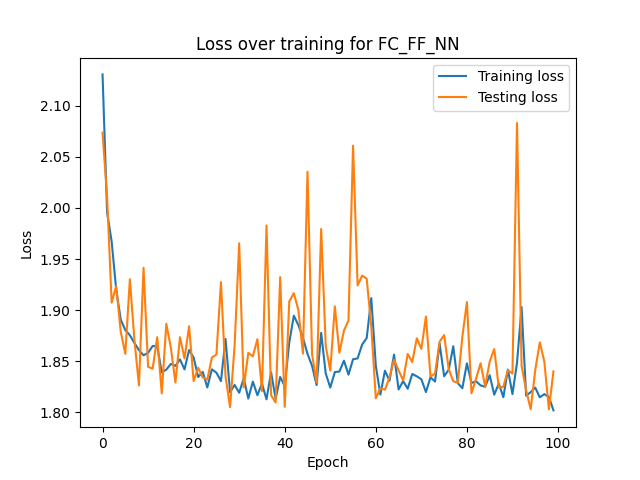 Loss over training for FC_FF_NN
Training loss
Testing loss
Loss
2.10
2.05
2.00
1.95
1.90
1.85
1.80
0 20 40 60 80 100
Epoch